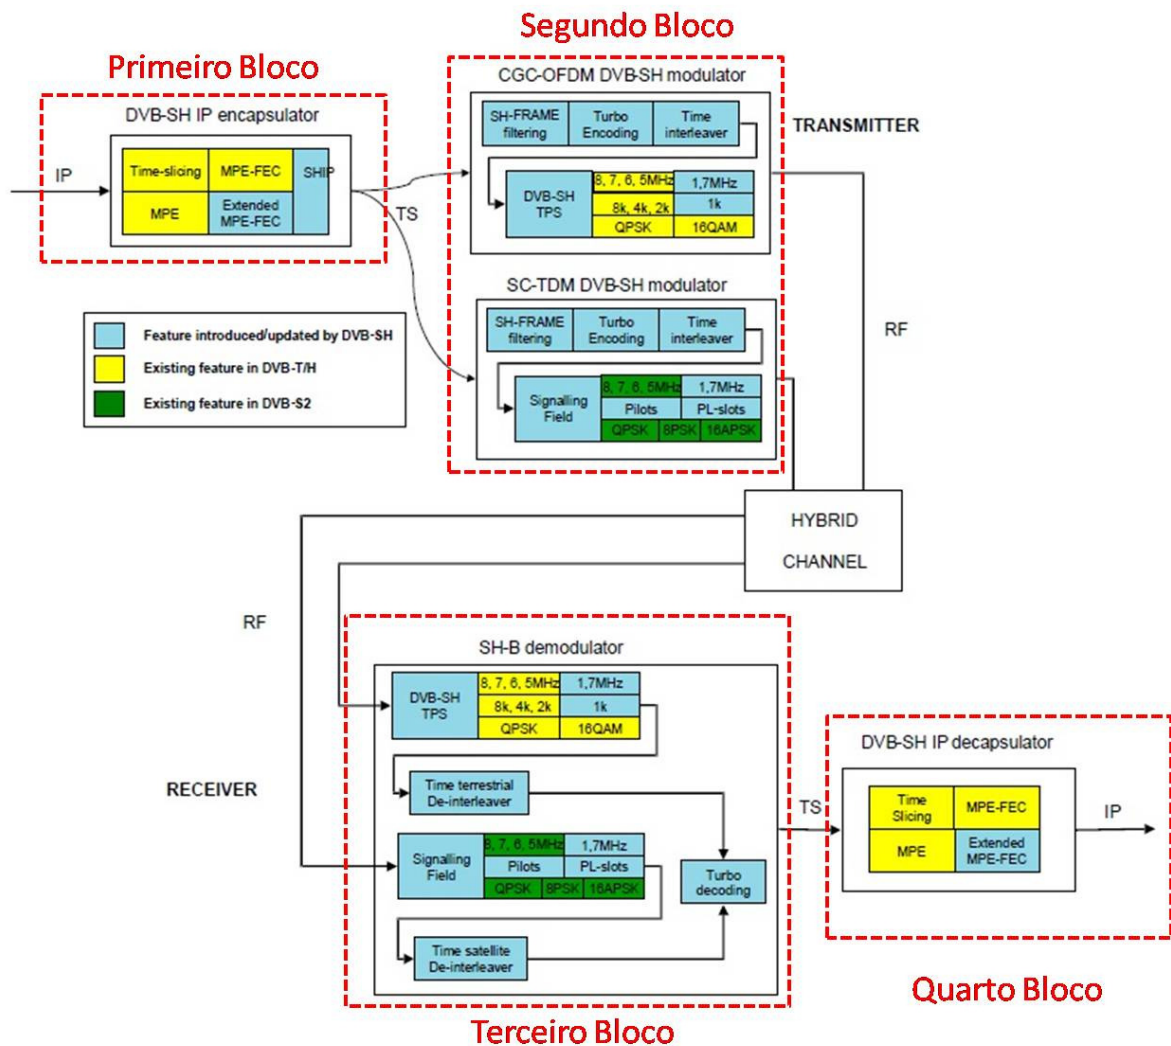 Primeiro Bloco
DVB-SH IP encapsulator
IP
Time-slicing
MPE-FEC
SHIP
MPE
Extended
MPE-FEC
TS
Segundo Bloco
CGC-OFDM DVB-SH modulator
SH-FRAME
filtering
Turbo
Encoding
Time
interleaver
TRANSMITTER
DVB-SH
TPS
8, 7, 6, 5MHz
1,7MHz
8k, 4k, 2k
1k
QPSK
16QAM
SC-TDM DVB-SH modulator
SH-FRAME
filtering
Turbo
Encoding
Time
interleaver
RF
Signalling
Field
8, 7, 6, 5MHz
1,7MHz
Pilots
PL-slots
QPSK
8PSK
16APSK
Feature introduced/updated by DVB-SH
Existing feature in DVB-T/H
Existing feature in DVB-S2
HYBRID
CHANNEL
RF
SH-B demodulator
DVB-SH
TPS
8, 7, 6, 5MHz
1,7MHz
8k, 4k, 2k
1k
QPSK
16QAM
RECEIVER
Time terrestrial
De-interleaver
Signalling
Field
8, 7, 6, 5MHz
1,7MHz
Pilots
PL-slots
QPSK
8PSK
16APSK
Turbo
decoding
Time satellite
De-interleaver
Terceiro Bloco
TS
DVB-SH IP decapsulator
Time
Slicing
MPE-FEC
MPE
Extended
MPE-FEC
IP
Quarto Bloco